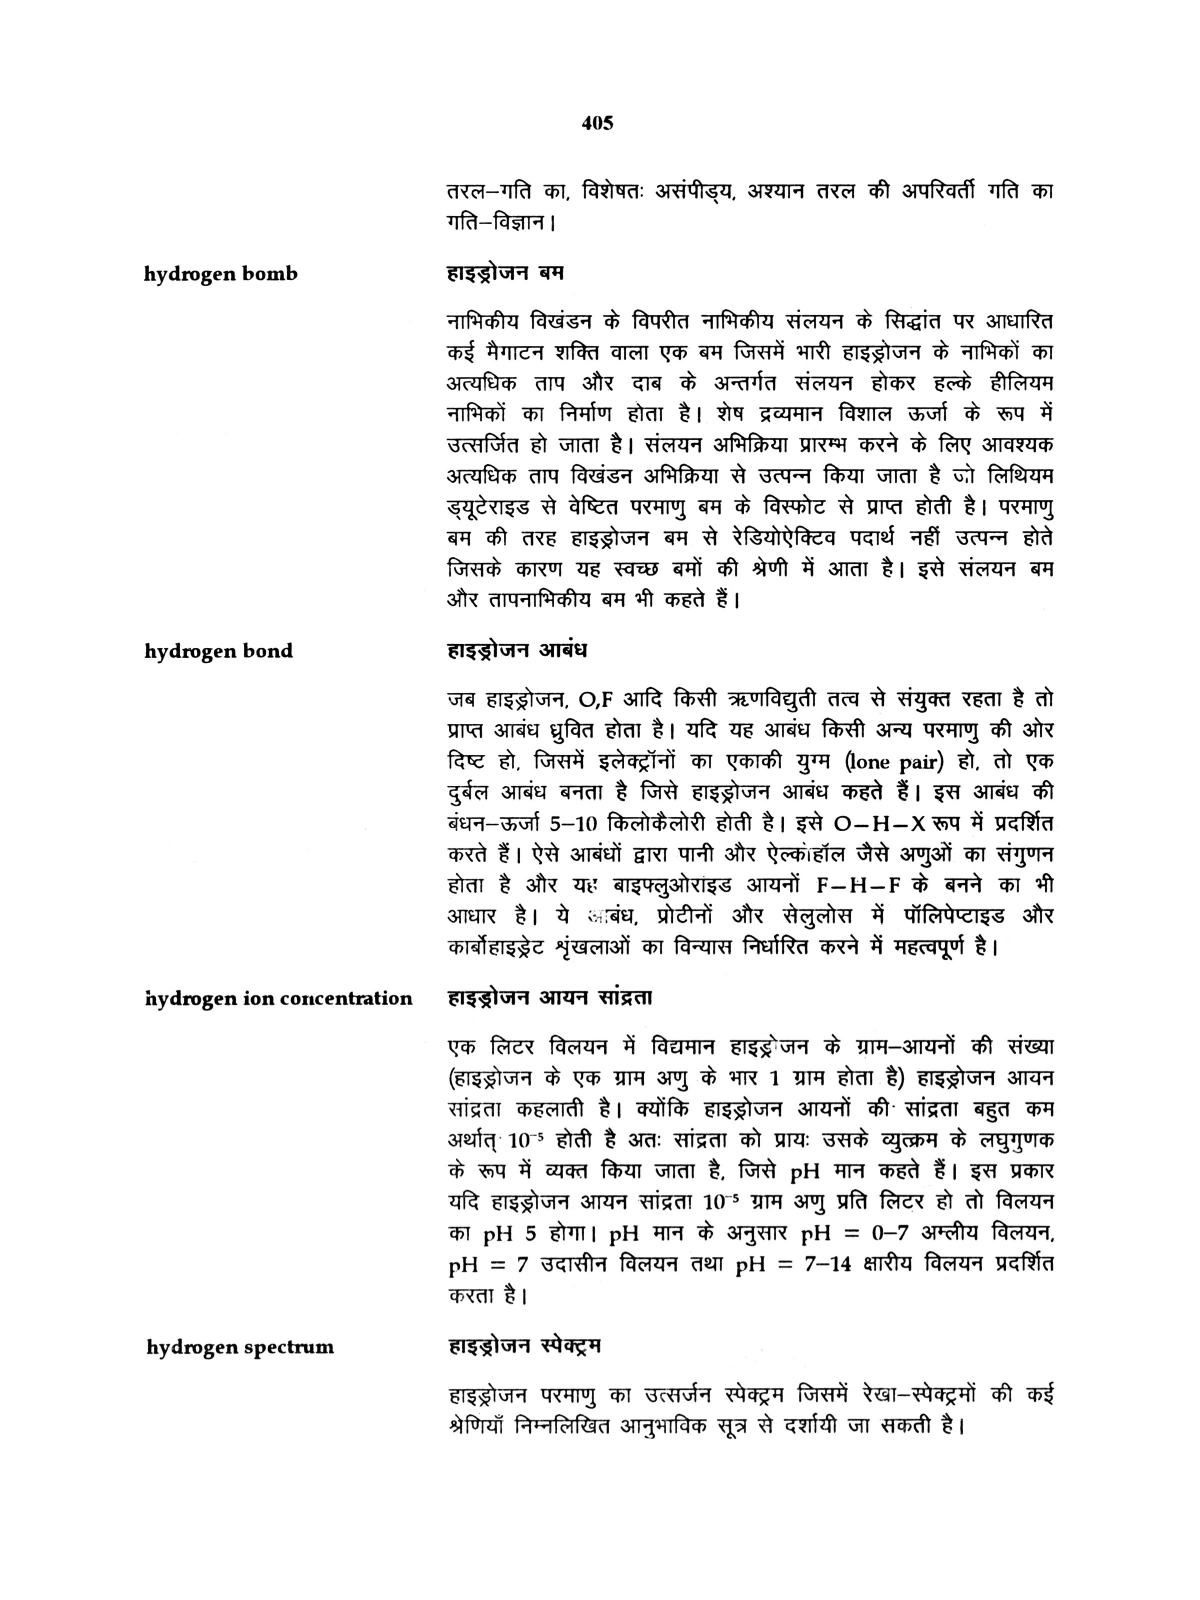 405
तरल–गति का, विशेषतः असंपीड्य, अश्यान तरल की अपरिवर्ती गति का
गति–विज्ञान।
hydrogen bomb हाइड्रोजन बम
नाभिकीय विखंडन के विपरीत नाभिकीय संलयन के सिद्धांत पर आधारित
कई मैगाटन शक्ति वाला एक बम जिसमें भारी हाइड्रोजन के नाभिकों का
अत्यधिक ताप और दाब के अन्तर्गत संलयन होकर हल्के हीलियम
नाभिकों का निर्माण होता है। शेष द्रव्यमान विशाल ऊर्जा के रूप में
उत्सर्जित हो जाता है। संलयन अभिक्रिया प्रारम्भ करने के लिए आवश्यक
अत्यधिक ताप विखंडन अभिक्रिया से उत्पन्न किया जाता है जो लिथियम
ड्यूटेराइड से वेष्टित परमाणु बम के विस्फोट से प्राप्त होती है। परमाणु
बम की तरह हाइड्रोजन बम से रेडियोऐक्टिव पदार्थ नहीं उत्पन्न होते
जिसके कारण यह स्वच्छ बमों की श्रेणी में आता है। इसे संलयन बम
और तापनाभिकीय बम भी कहते हैं।
hydrogen bond हाइड्रोजन आबंध
जब हाइड्रोजन, O,F आदि किसी ऋणविद्युती तत्व से संयुक्त रहता है तो
प्राप्त आबंध ध्रुवित होता है। यदि यह आबंध किसी अन्य परमाणु की ओर
दिष्ट हो, जिसमें इलेक्ट्रॉनों का एकाकी युग्म (lone pair) हो, तो एक
दुर्बल आबंध बनता है जिसे हाइड्रोजन आबंध कहते हैं। इस आबंध की
बंधन–ऊर्जा 5–10 किलोकैलोरी होती है। इसे O–H–X रूप में प्रदर्शित
करते हैं। ऐसे आबंधों द्वारा पानी और ऐल्कोहॉल जैसे अणुओं का संगुणन
होता है और यह बाइफ्लुओराइड आयनों F–H–F के बनने का भी
आधार है। ये आबंध, प्रोटीनों और सेलुलोस में पॉलिपेप्टाइड और
कार्बोहाइड्रेट शृंखलाओं का विन्यास निर्धारित करने में महत्वपूर्ण है।
hydrogen ion concentration हाइड्रोजन आयन सांद्रता
एक लिटर विलयन में विद्यमान हाइड्रोजन के ग्राम–आयनों की संख्या
(हाइड्रोजन के एक ग्राम अणु के भार 1 ग्राम होता है) हाइड्रोजन आयन
सांद्रता कहलाती है। क्योंकि हाइड्रोजन आयनों की सांद्रता बहुत कम
अर्थात् 10⁻⁵ होती है अतः सांद्रता को प्रायः उसके व्युत्क्रम के लघुगुणक
के रूप में व्यक्त किया जाता है, जिसे pH मान कहते हैं। इस प्रकार
यदि हाइड्रोजन आयन सांद्रता 10⁻⁵ ग्राम अणु प्रति लिटर हो तो विलयन
का pH 5 होगा। pH मान के अनुसार pH = 0–7 अम्लीय विलयन,
pH = 7 उदासीन विलयन तथा pH = 7–14 क्षारीय विलयन प्रदर्शित
करता है।
hydrogen spectrum हाइड्रोजन स्पेक्ट्रम
हाइड्रोजन परमाणु का उत्सर्जन स्पेक्ट्रम जिसमें रेखा–स्पेक्ट्रमों की कई
श्रेणियाँ निम्नलिखित आनुभाविक सूत्र से दर्शायी जा सकती है।